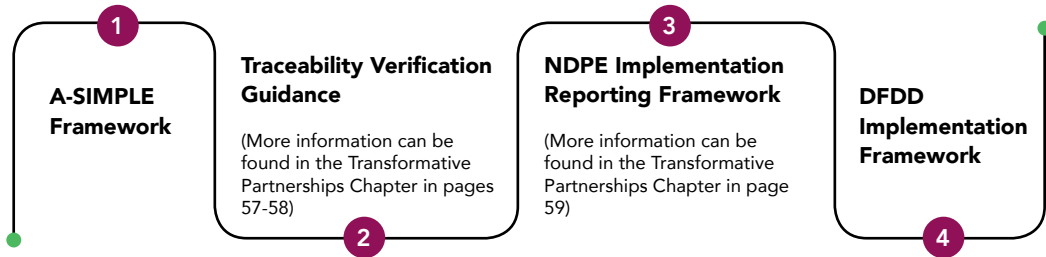 1
A-SIMPLE
Framework
Traceability Verification
Guidance
(More information can be
found in the Transformative
Partnerships Chapter in pages
57-58)
2
3
NDPE Implementation
Reporting Framework
(More information can be
found in the Transformative
Partnerships Chapter in page
59)
DFDD
Implementation
Framework
4